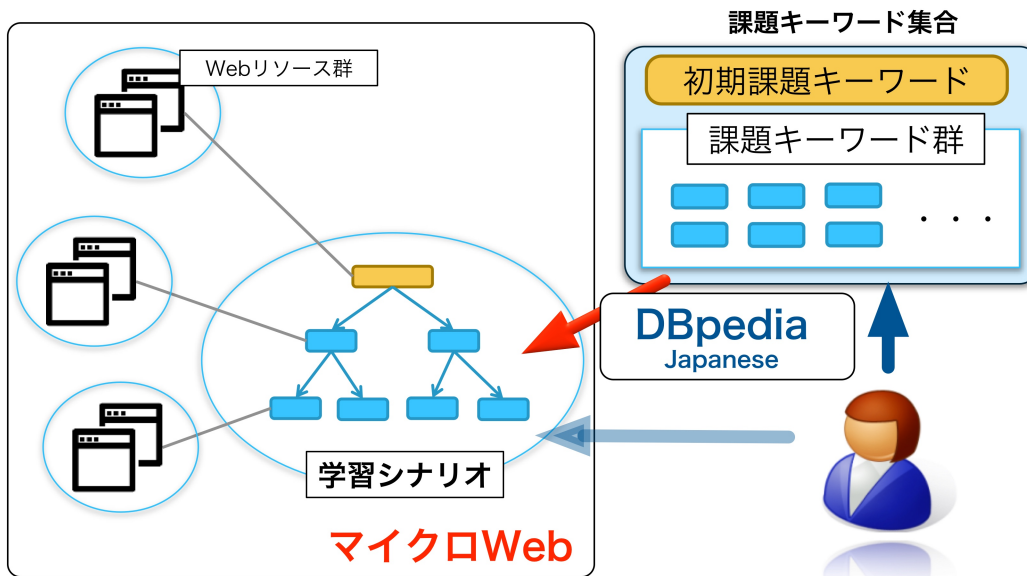 課題キーワード集合
Webリソース群
初期課題キーワード
課題キーワード群
・・・
DBpedia
Japanese
学習シナリオ
マイクロWeb